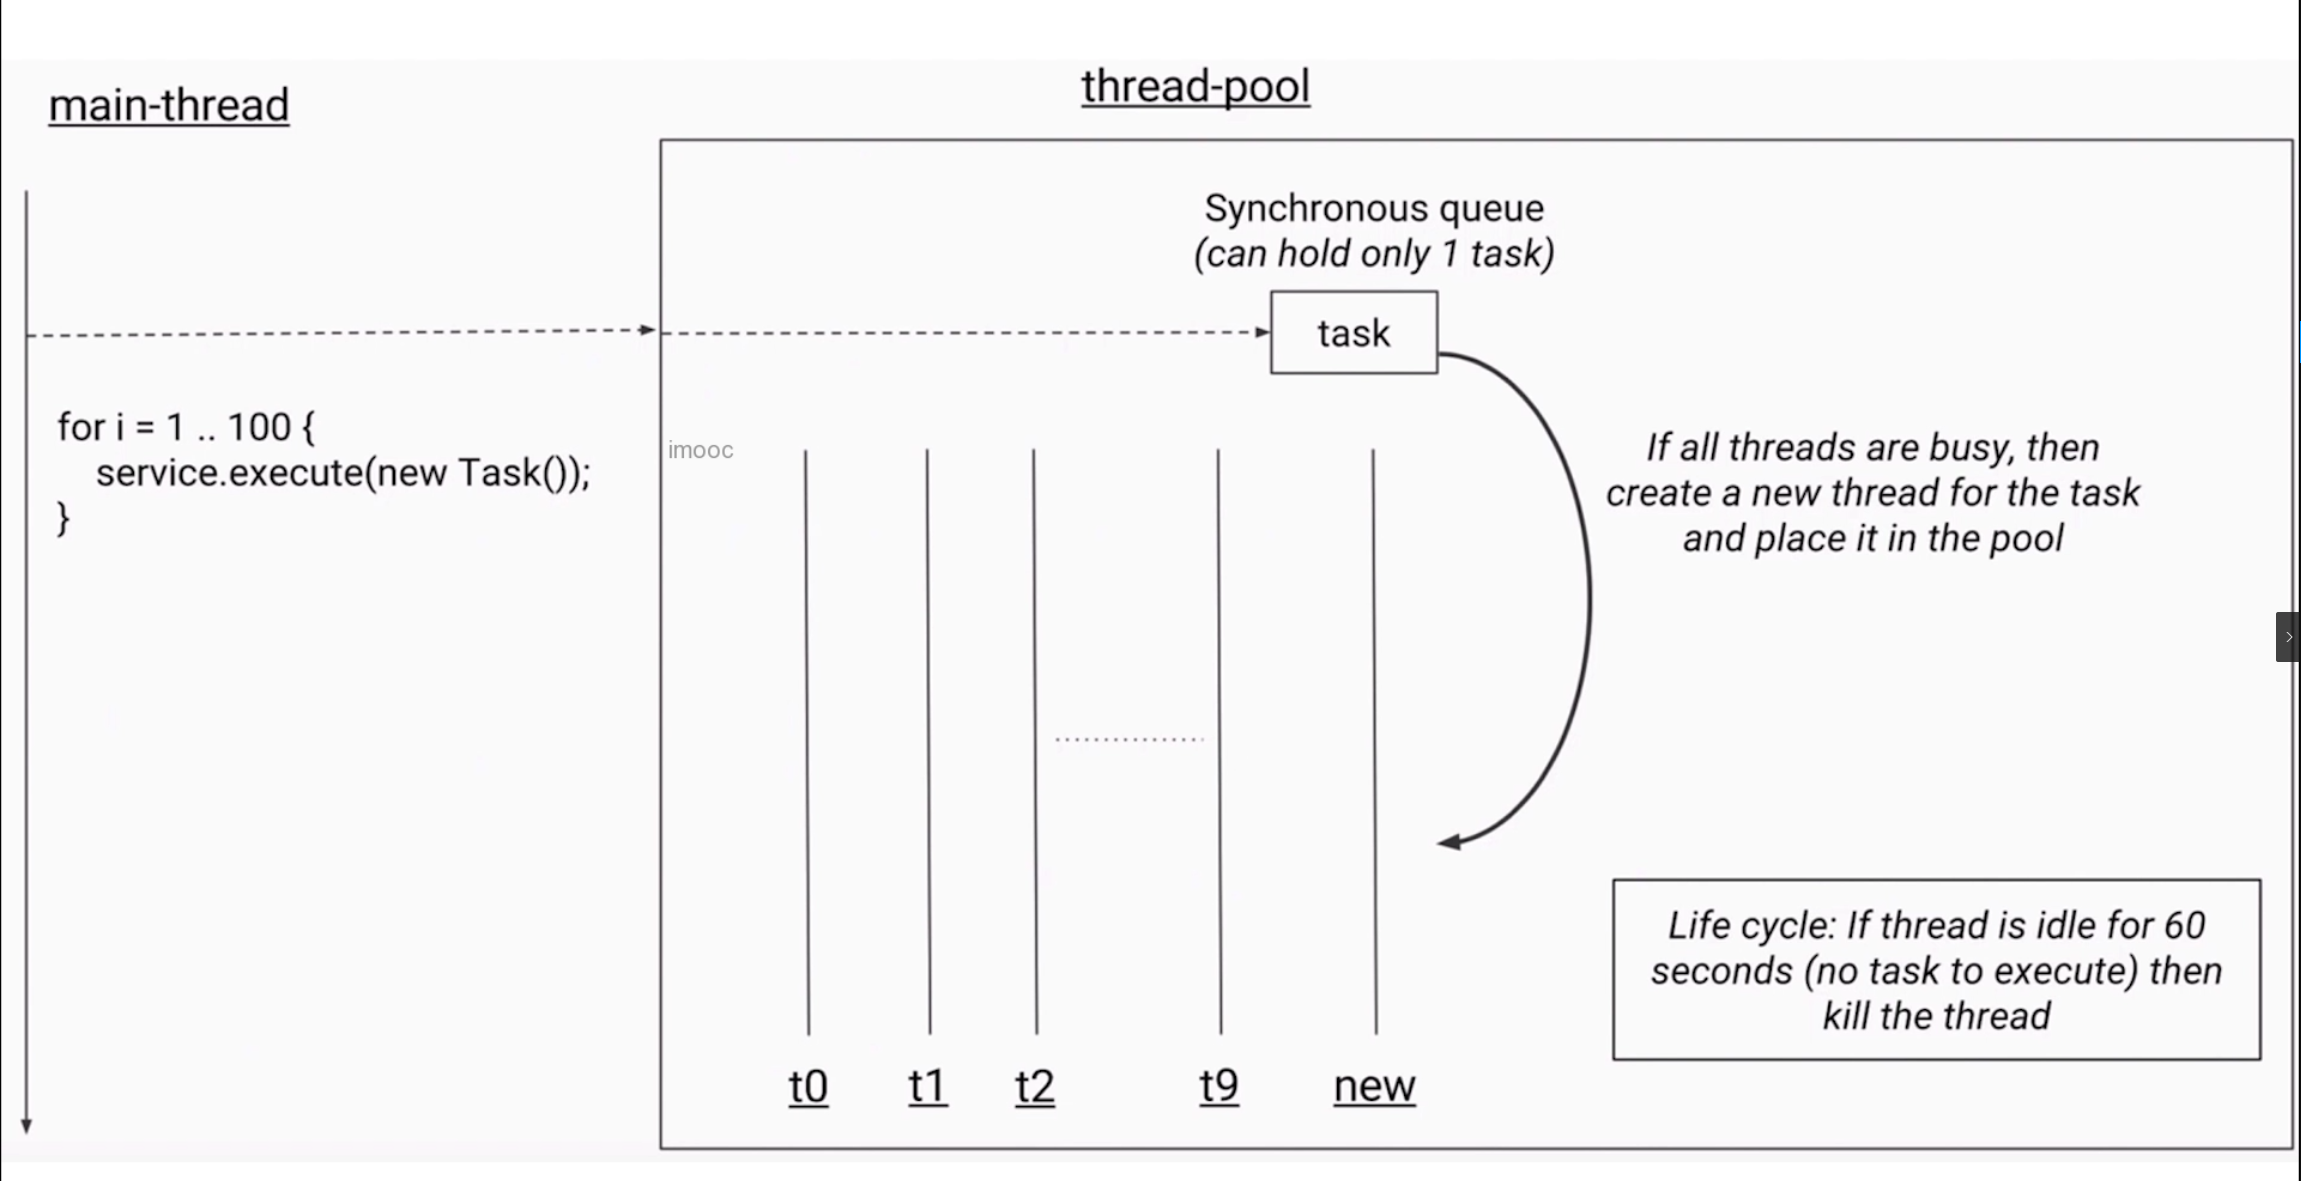 main-thread
thread-pool
Synchronous queue
(can hold only 1 task)
task
for i = 1 .. 100 {
service.execute(new Task());
}
imooc
If all threads are busy, then
create a new thread for the task
and place it in the pool
Life cycle: If thread is idle for 60
seconds (no task to execute) then
kill the thread
t0
t1
t2
t9
new